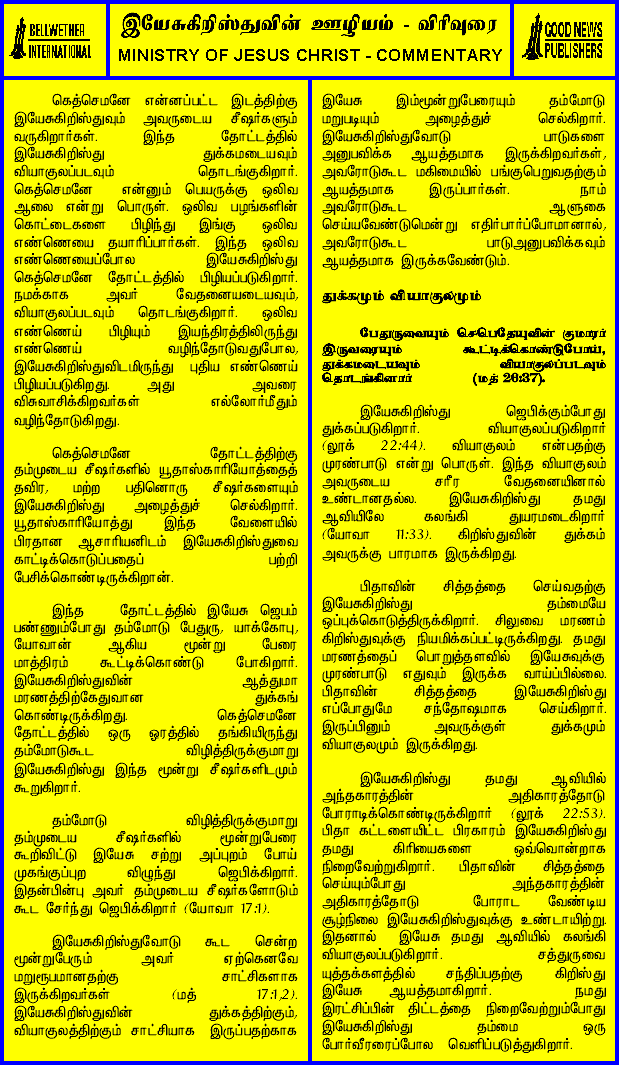 BELLWETHER
INTERNATIONAL
இயேசுகிறிஸ்துவின் ஊழியம் - விரிவுரை
MINISTRY OF JESUS CHRIST - COMMENTARY
GOOD NEWS
PUBLISHERS
கெத்செமனே என்னப்பட்ட இடத்திற்கு
இயேசுகிறிஸ்துவும் அவருடைய சீஷர்களும்
வருகிறார்கள். இந்த தோட்டத்தில்
இயேசுகிறிஸ்து துக்கமடையவும்
வியாகுலப்படவும் தொடங்குகிறார்.
கெத்செமனே என்னும் பெயருக்கு ஒலிவ
ஆலை என்று பொருள். ஒலிவ பழங்களின்
கொட்டைகளை பிழிந்து இங்கு ஒலிவ
எண்ணெயை தயாரிப்பார்கள். இந்த ஒலிவ
எண்ணெயைப்போல இயேசுகிறிஸ்து
கெத்செமனே தோட்டத்தில் பிழியப்படுகிறார்.
நமக்காக அவர் வேதனையடையவும்,
வியாகுலப்படவும் தொடங்குகிறார். ஒலிவ
எண்ணெய் பிழியும் இயந்திரத்திலிருந்து
எண்ணெய் வழிந்தோடுவதுபோல,
இயேசுகிறிஸ்துவிடமிருந்து புதிய எண்ணெய்
பிழியப்படுகிறது. அது அவரை
விசுவாசிக்கிறவர்கள் எல்லோர்மீதும்
வழிந்தோடுகிறது.
கெத்செமனே தோட்டத்திற்கு
தம்முடைய சீஷர்களில் யூதாஸ்காரியோத்தைத்
தவிர, மற்ற பதினொரு சீஷர்களையும்
இயேசுகிறிஸ்து அழைத்துச் செல்கிறார்.
யூதாஸ்காரியோத்து இந்த வேளையில்
பிரதான ஆசாரியனிடம் இயேசுகிறிஸ்துவை
காட்டிக்கொடுப்பதைப் பற்றி
பேசிக்கொண்டிருக்கிறான்.
இந்த தோட்டத்தில் இயேசு ஜெபம்
பண்ணும்போது தம்மோடு பேதுரு, யாக்கோபு,
யோவான் ஆகிய மூன்று பேரை
மாத்திரம் கூட்டிக்கொண்டு போகிறார்.
இயேசுகிறிஸ்துவின் ஆத்துமா
மரணத்திற்கேதுவான துக்கங்
கொண்டிருக்கிறது. கெத்செமனே
தோட்டத்தில் ஒரு ஓரத்தில் தங்கியிருந்து
தம்மோடுகூட விழித்திருக்குமாறு
இயேசுகிறிஸ்து இந்த மூன்று சீஷர்களிடமும்
கூறுகிறார்.
தம்மோடு விழித்திருக்குமாறு
தம்முடைய சீஷர்களில் மூன்றுபேரை
கூறிவிட்டு இயேசு சற்று அப்புறம் போய்
முகங்குப்புற விழுந்து ஜெபிக்கிறார்.
இதன்பின்பு அவர் தம்முடைய சீஷர்களோடும்
கூட சேர்ந்து ஜெபிக்கிறார் (யோவா 17:1).
இயேசுகிறிஸ்துவோடு கூட சென்ற
மூன்றுபேரும் அவர் ஏற்கெனவே
மறுரூபமானதற்கு சாட்சிகளாக
இருக்கிறவர்கள் (மத் 17:1,2).
இயேசுகிறிஸ்துவின் துக்கத்திற்கும்,
வியாகுலத்திற்கும் சாட்சியாக இருப்பதற்காக
இயேசு இம்மூன்றுபேரையும் தம்மோடு
மறுபடியும் அழைத்துச் செல்கிறார்.
இயேசுகிறிஸ்துவோடு பாடுகளை
அனுபவிக்க ஆயத்தமாக இருக்கிறவர்கள்,
அவரோடுகூட மகிமையில் பங்குபெறுவதற்கும்
ஆயத்தமாக இருப்பார்கள். நாம்
அவரோடுகூட ஆளுகை
செய்யவேண்டுமென்று எதிர்பார்ப்போமானால்,
அவரோடுகூட பாடுஅனுபவிக்கவும்
ஆயத்தமாக இருக்கவேண்டும்.
துக்கமும் வியாகுலமும்
பேதுருவையும் செபெதேயுவின் குமாரர்
இருவரையும் கூட்டிக்கொண்டுபோய்,
துக்கமடையவும் வியாகுலப்படவும்
தொடங்கினார் (மத் 26:37).
இயேசுகிறிஸ்து ஜெபிக்கும்போது
துக்கப்படுகிறார். வியாகுலப்படுகிறார்
(லூக் 22:44). வியாகுலம் என்பதற்கு
முரண்பாடு என்று பொருள். இந்த வியாகுலம்
அவருடைய சரீர வேதனையினால்
உண்டானதல்ல. இயேசுகிறிஸ்து தமது
ஆவியிலே கலங்கி துயரமடைகிறார்
(யோவா 11:33). கிறிஸ்துவின் துக்கம்
அவருக்கு பாரமாக இருக்கிறது.
பிதாவின் சித்தத்தை செய்வதற்கு
இயேசுகிறிஸ்து தம்மையே
ஒப்புக்கொடுத்திருக்கிறார். சிலுவை மரணம்
கிறிஸ்துவுக்கு நியமிக்கப்பட்டிருக்கிறது. தமது
மரணத்தைப் பொறுத்தளவில் இயேசுவுக்கு
முரண்பாடு எதுவும் இருக்க வாய்ப்பில்லை.
பிதாவின் சித்தத்தை இயேசுகிறிஸ்து
எப்போதுமே சந்தோஷமாக செய்கிறார்.
இருப்பினும் அவருக்குள் துக்கமும்
வியாகுலமும் இருக்கிறது.
இயேசுகிறிஸ்து தமது ஆவியில்
அந்தகாரத்தின் அதிகாரத்தோடு
போராடிக்கொண்டிருக்கிறார் (லூக் 22:53).
பிதா கட்டளையிட்ட பிரகாரம் இயேசுகிறிஸ்து
தமது கிரியைகளை ஒவ்வொன்றாக
நிறைவேற்றுகிறார். பிதாவின் சித்தத்தை
செய்யும்போது அந்தகாரத்தின்
அதிகாரத்தோடு போராட வேண்டிய
சூழ்நிலை இயேசுகிறிஸ்துவுக்கு உண்டாயிற்று.
இதனால் இயேசு தமது ஆவியில் கலங்கி
வியாகுலப்படுகிறார். சத்துருவை
யுத்தக்களத்தில் சந்திப்பதற்கு கிறிஸ்து
இயேசு ஆயத்தமாகிறார். நமது
இரட்சிப்பின் திட்டத்தை நிறைவேற்றும்போது
இயேசுகிறிஸ்து தம்மை ஒரு
போர்வீரரைப்போல வெளிப்படுத்துகிறார்.